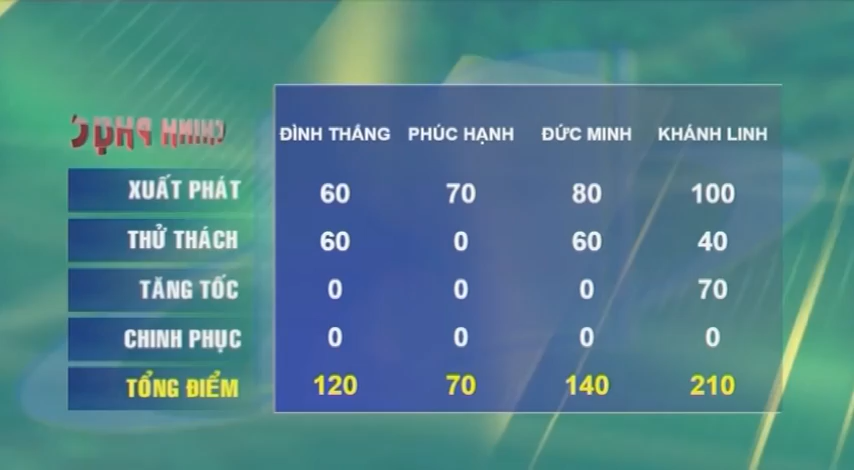 CHINH PHỤC
ĐÌNH THẮNG PHÚC HẠNH ĐỨC MINH KHÁNH LINH
XUẤT PHÁT 60 70 80 100
THỬ THÁCH 60 0 60 40
TĂNG TỐC 0 0 0 70
CHINH PHỤC 0 0 0 0
TỔNG ĐIỂM 120 70 140 210